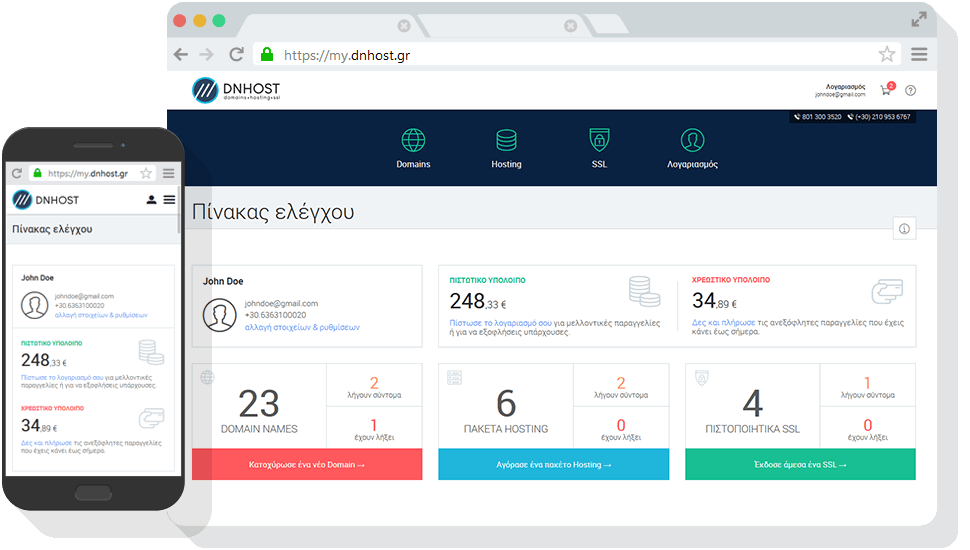 https://my.dnhost.gr
DNHOST
domains•hosting•ssl
Λογαριασμός
johndoe@gmail.com
2
801 300 3520 (+30) 210 953 6767
Domains
Hosting
SSL
Λογαριασμός
Πίνακας ελέγχου
John Doe
johndoe@gmail.com
+30.6363100020
αλλαγή στοιχείων & ρυθμίσεων
ΠΙΣΤΩΤΙΚΟ ΥΠΟΛΟΙΠΟ
248,33 €
Πίστωσε το λογαριασμό σου για μελλοντικές παραγγελίες
ή για να εξοφλήσεις υπάρχουσες.
ΧΡΕΩΣΤΙΚΟ ΥΠΟΛΟΙΠΟ
34,89 €
Δες και πλήρωσε τις ανεξόφλητες παραγγελίες που έχεις
κάνει έως σήμερα.
23
DOMAIN NAMES
2
λήγουν σύντομα
1
έχουν λήξει
Κατοχύρωσε ένα νέο Domain →
6
ΠΑΚΕΤΑ HOSTING
2
λήγουν σύντομα
0
έχουν λήξει
Αγόρασε ένα πακέτο Hosting →
4
ΠΙΣΤΟΠΟΙΗΤΙΚΑ SSL
1
λήγουν σύντομα
0
έχουν λήξει
Έκδοσε άμεσα ένα SSL →
https://my.dnhost.gr
DNHOST
Πίνακας ελέγχου
John Doe
johndoe@gmail.com
+30.6363100020
αλλαγή στοιχείων & ρυθμίσεων
ΠΙΣΤΩΤΙΚΟ ΥΠΟΛΟΙΠΟ
248,33 €
Πίστωσε το λογαριασμό σου για μελλοντικές
παραγγελίες ή για να εξοφλήσεις υπάρχουσες.
ΧΡΕΩΣΤΙΚΟ ΥΠΟΛΟΙΠΟ
34,89 €
Δες και πλήρωσε τις ανεξόφλητες παραγγελίες
που έχεις κάνει έως σήμερα.